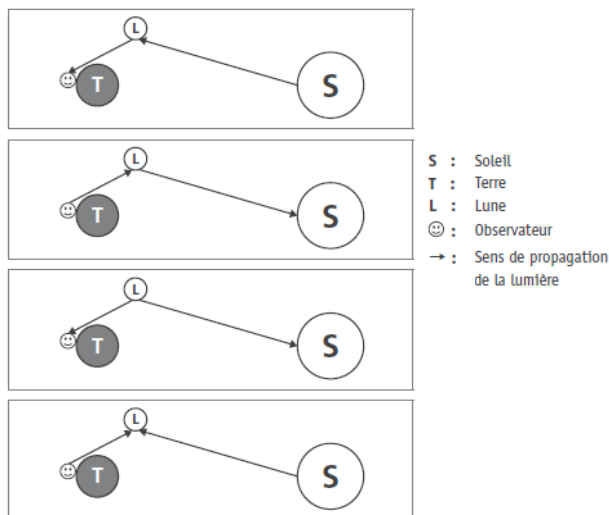 L
T
S
L
T
S
L
T
S
L
T
S
S : Soleil
T : Terre
L : Lune
: Observateur
→ : Sens de propagation
de la lumière